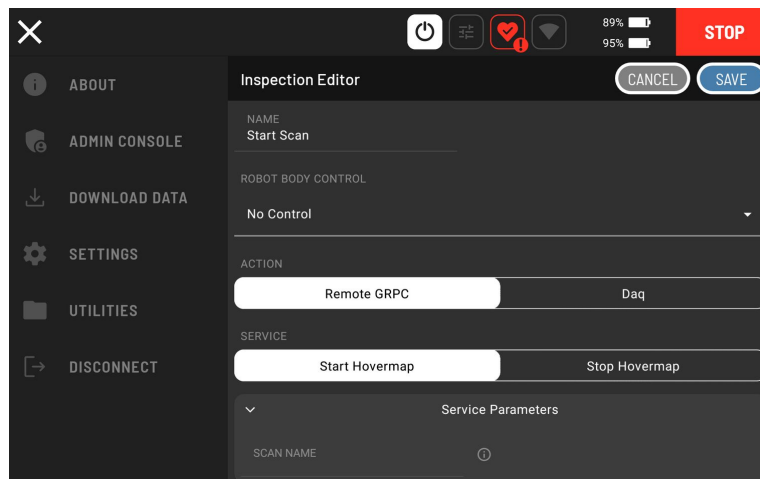 89%
95%
STOP
ABOUT
ADMIN CONSOLE
DOWNLOAD DATA
SETTINGS
UTILITIES
DISCONNECT
Inspection Editor
CANCEL
SAVE
NAME
Start Scan
ROBOT BODY CONTROL
No Control
ACTION
Remote GRPC
Daq
SERVICE
Start Hovermap
Stop Hovermap
Service Parameters
SCAN NAME